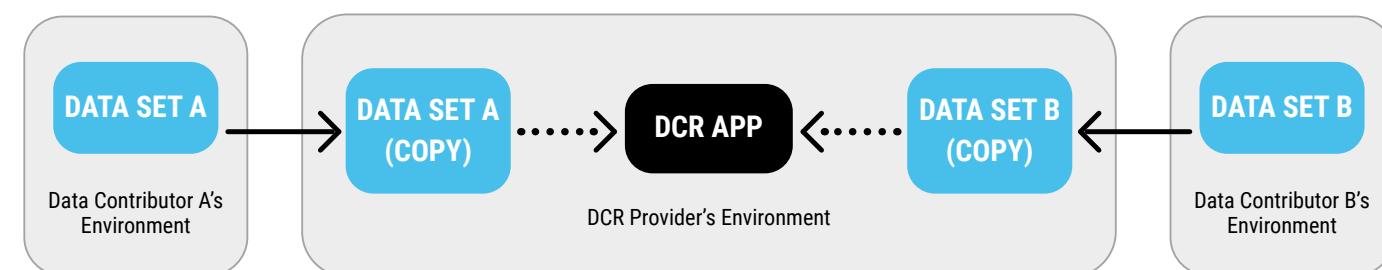 DATA SET A
Data Contributor A's
Environment
DATA SET A
(COPY)
DCR APP
DATA SET B
(COPY)
DCR Provider's Environment
DATA SET B
Data Contributor B's
Environment